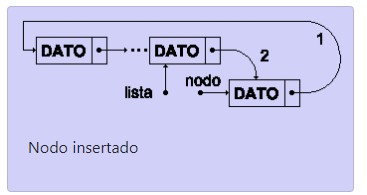 1
DATO ... DATO
2
lista nodo DATO
Nodo insertado